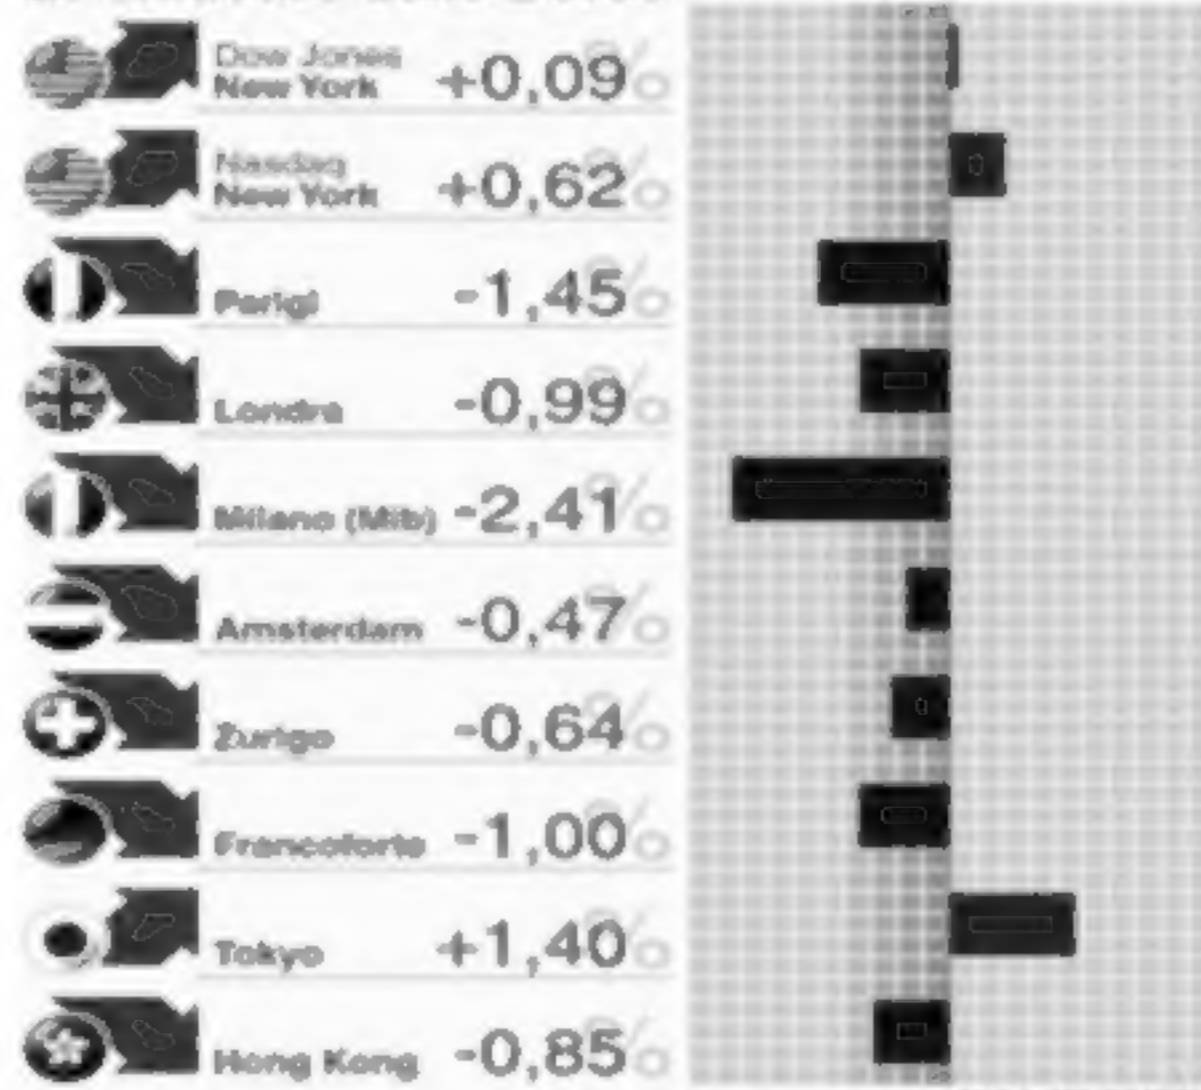 Dow Jones
New York +0,09%
Nasdaq
New York +0,62%
Parigi -1,45%
Londra -0,99%
Milano (Mib) -2,41%
Amsterdam -0,47%
Zurigo -0,64%
Francoforte -1,00%
Tokyo +1,40%
Hong Kong -0,85%